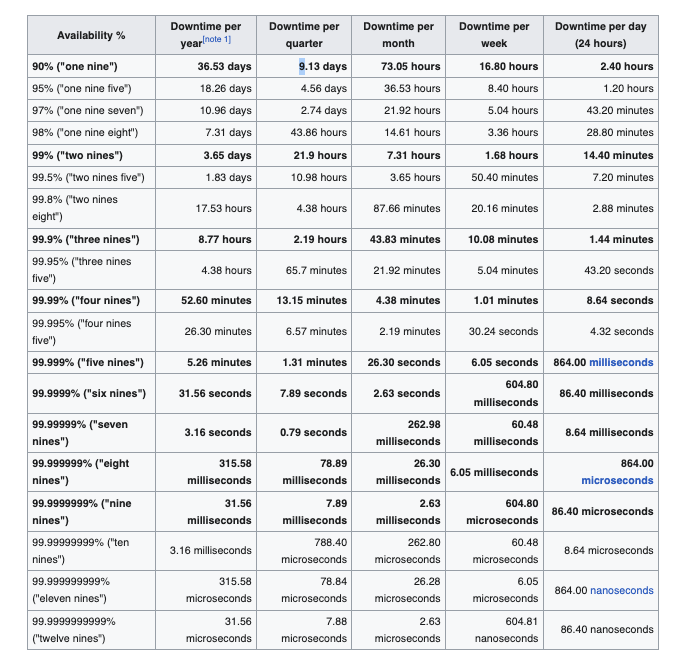 Availability % Downtime per year[note 1] Downtime per quarter Downtime per month Downtime per week Downtime per day (24 hours)
90% ("one nine") 36.53 days 9.13 days 73.05 hours 16.80 hours 2.40 hours
95% ("one nine five") 18.26 days 4.56 days 36.53 hours 8.40 hours 1.20 hours
97% ("one nine seven") 10.96 days 2.74 days 21.92 hours 5.04 hours 43.20 minutes
98% ("one nine eight") 7.31 days 43.86 hours 14.61 hours 3.36 hours 28.80 minutes
99% ("two nines") 3.65 days 21.9 hours 7.31 hours 1.68 hours 14.40 minutes
99.5% ("two nines five") 1.83 days 10.98 hours 3.65 hours 50.40 minutes 7.20 minutes
99.8% ("two nines eight") 17.53 hours 4.38 hours 87.66 minutes 20.16 minutes 2.88 minutes
99.9% ("three nines") 8.77 hours 2.19 hours 43.83 minutes 10.08 minutes 1.44 minutes
99.95% ("three nines five") 4.38 hours 65.7 minutes 21.92 minutes 5.04 minutes 43.20 seconds
99.99% ("four nines") 52.60 minutes 13.15 minutes 4.38 minutes 1.01 minutes 8.64 seconds
99.995% ("four nines five") 26.30 minutes 6.57 minutes 2.19 minutes 30.24 seconds 4.32 seconds
99.999% ("five nines") 5.26 minutes 1.31 minutes 26.30 seconds 6.05 seconds 864.00 milliseconds
99.9999% ("six nines") 31.56 seconds 7.89 seconds 2.63 seconds 604.80 milliseconds 86.40 milliseconds
99.99999% ("seven nines") 3.16 seconds 0.79 seconds 262.98 milliseconds 60.48 milliseconds 8.64 milliseconds
99.999999% ("eight nines") 315.58 milliseconds 78.89 milliseconds 26.30 milliseconds 6.05 milliseconds 864.00 microseconds
99.9999999% ("nine nines") 31.56 milliseconds 7.89 milliseconds 2.63 milliseconds 604.80 microseconds 86.40 microseconds
99.99999999% ("ten nines") 3.16 milliseconds 788.40 microseconds 262.80 microseconds 60.48 microseconds 8.64 microseconds
99.999999999% ("eleven nines") 315.58 microseconds 78.84 microseconds 26.28 microseconds 6.05 microseconds 864.00 nanoseconds
99.9999999999% ("twelve nines") 31.56 microseconds 7.88 microseconds 2.63 microseconds 604.81 nanoseconds 86.40 nanoseconds